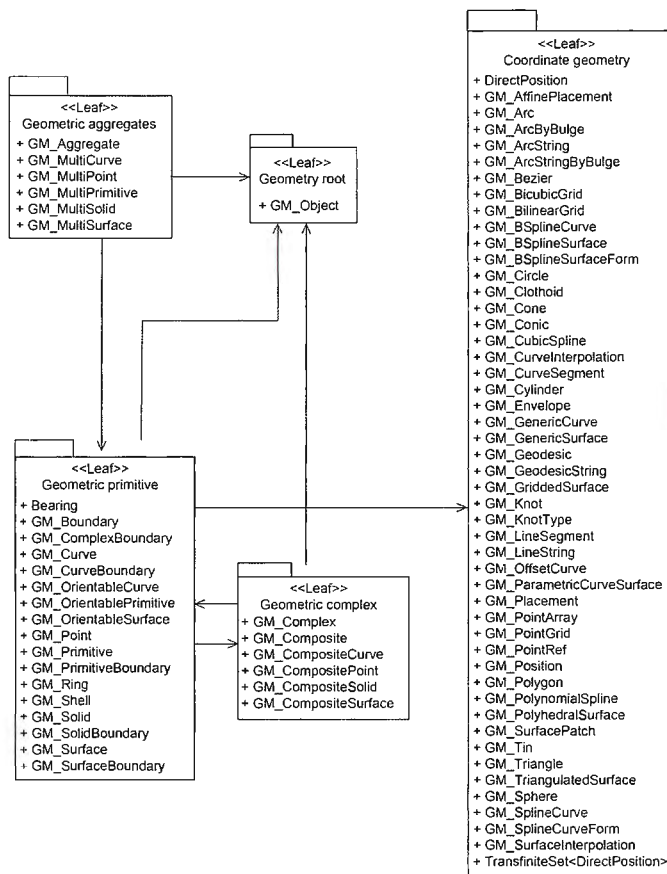 <<Leaf>>
Geometric aggregates
+ GM_Aggregate
+ GM_MultiCurve
+ GM_MultiPoint
+ GM_MultiPrimitive
+ GM_MultiSolid
+ GM_MultiSurface
<<Leaf>>
Geometry root
+ GM_Object
<<Leaf>>
Geometric primitive
+ Bearing
+ GM_Boundary
+ GM_ComplexBoundary
+ GM_Curve
+ GM_CurveBoundary
+ GM_OrientableCurve
+ GM_OrientablePrimitive
+ GM_OrientableSurface
+ GM_Point
+ GM_Primitive
+ GM_PrimitiveBoundary
+ GM_Ring
+ GM_Shell
+ GM_Solid
+ GM_SolidBoundary
+ GM_Surface
+ GM_SurfaceBoundary
<<Leaf>>
Geometric complex
+ GM_Complex
+ GM_Composite
+ GM_CompositeCurve
+ GM_CompositePoint
+ GM_CompositeSolid
+ GM_CompositeSurface
<<Leaf>>
Coordinate geometry
+ DirectPosition
+ GM_AffinePlacement
+ GM_Arc
+ GM_ArcByBulge
+ GM_ArcString
+ GM_ArcStringByBulge
+ GM_Bezier
+ GM_BicubicGrid
+ GM_BilinearGrid
+ GM_BSplineCurve
+ GM_BSplineSurface
+ GM_BSplineSurfaceForm
+ GM_Circle
+ GM_Clothoid
+ GM_Cone
+ GM_Conic
+ GM_CubicSpline
+ GM_CurveInterpolation
+ GM_CurveSegment
+ GM_Cylinder
+ GM_Envelope
+ GM_GenericCurve
+ GM_GenericSurface
+ GM_Geodesic
+ GM_GeodesicString
+ GM_GriddedSurface
+ GM_Knot
+ GM_KnotType
+ GM_LineSegment
+ GM_LineString
+ GM_OffsetCurve
+ GM_ParametricCurveSurface
+ GM_Placement
+ GM_PointArray
+ GM_PointGrid
+ GM_PointRef
+ GM_Position
+ GM_Polygon
+ GM_PolynomialSpline
+ GM_PolyhedralSurface
+ GM_SurfacePatch
+ GM_Tin
+ GM_Triangle
+ GM_TriangulatedSurface
+ GM_Sphere
+ GM_SplineCurve
+ GM_SplineCurveForm
+ GM_SurfaceInterpolation
+ TransfiniteSet<DirectPosition>